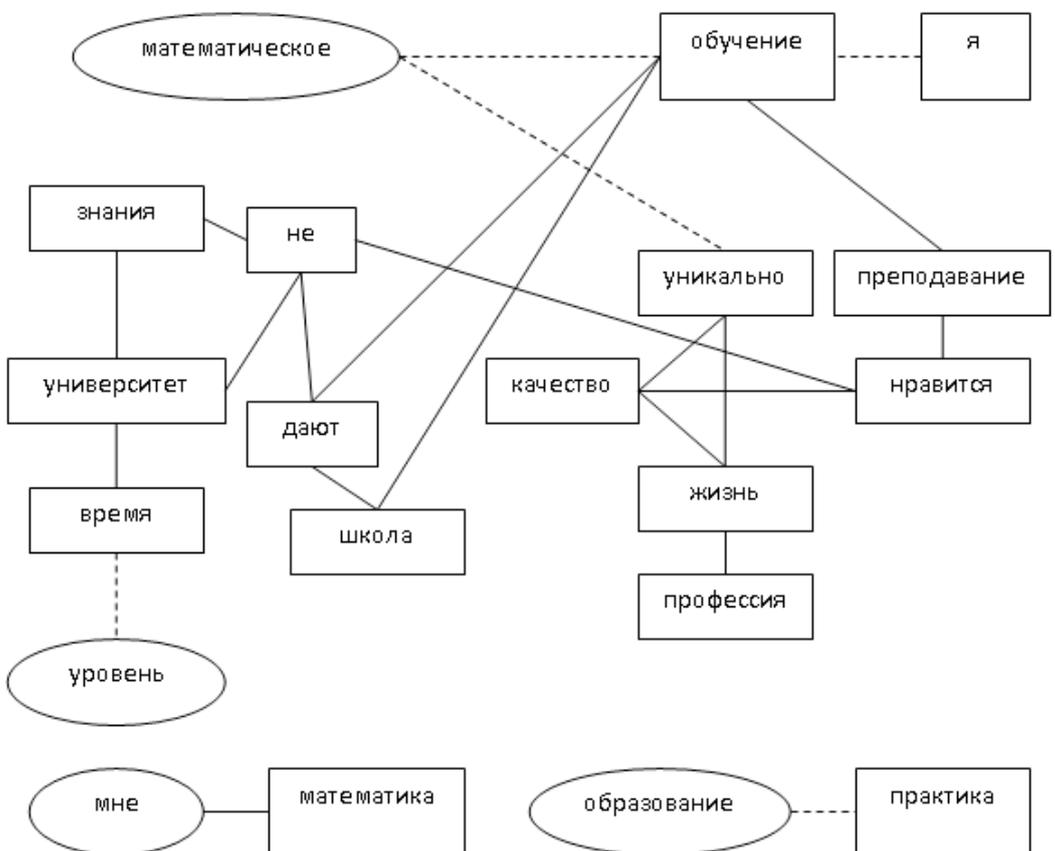 математическое
обучение
я
знания
не
уникально
преподавание
университет
качество
нравится
дают
жизнь
время
школа
профессия
уровень
мне
математика
образование
практика